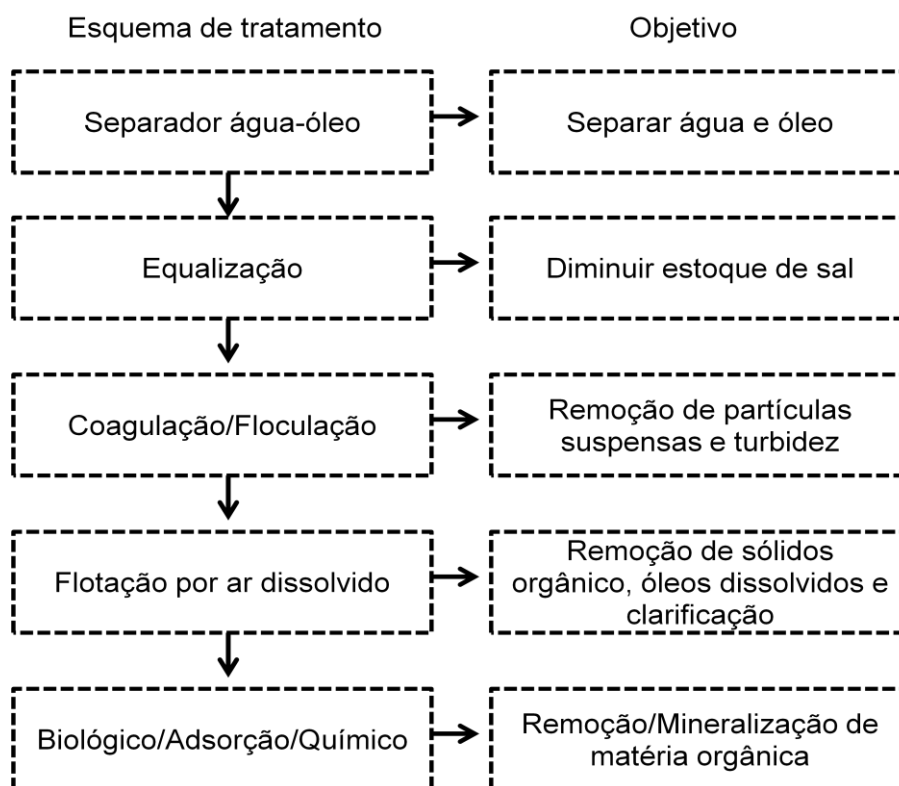 Esquema de tratamento
Objetivo
Separador água-óleo
Separar água e óleo
Equalização
Diminuir estoque de sal
Coagulação/Floculação
Remoção de partículas
suspensas e turbidez
Flotação por ar dissolvido
Remoção de sólidos
orgânico, óleos dissolvidos e
clarificação
Biológico/Adsorção/Químico
Remoção/Mineralização de
matéria orgânica